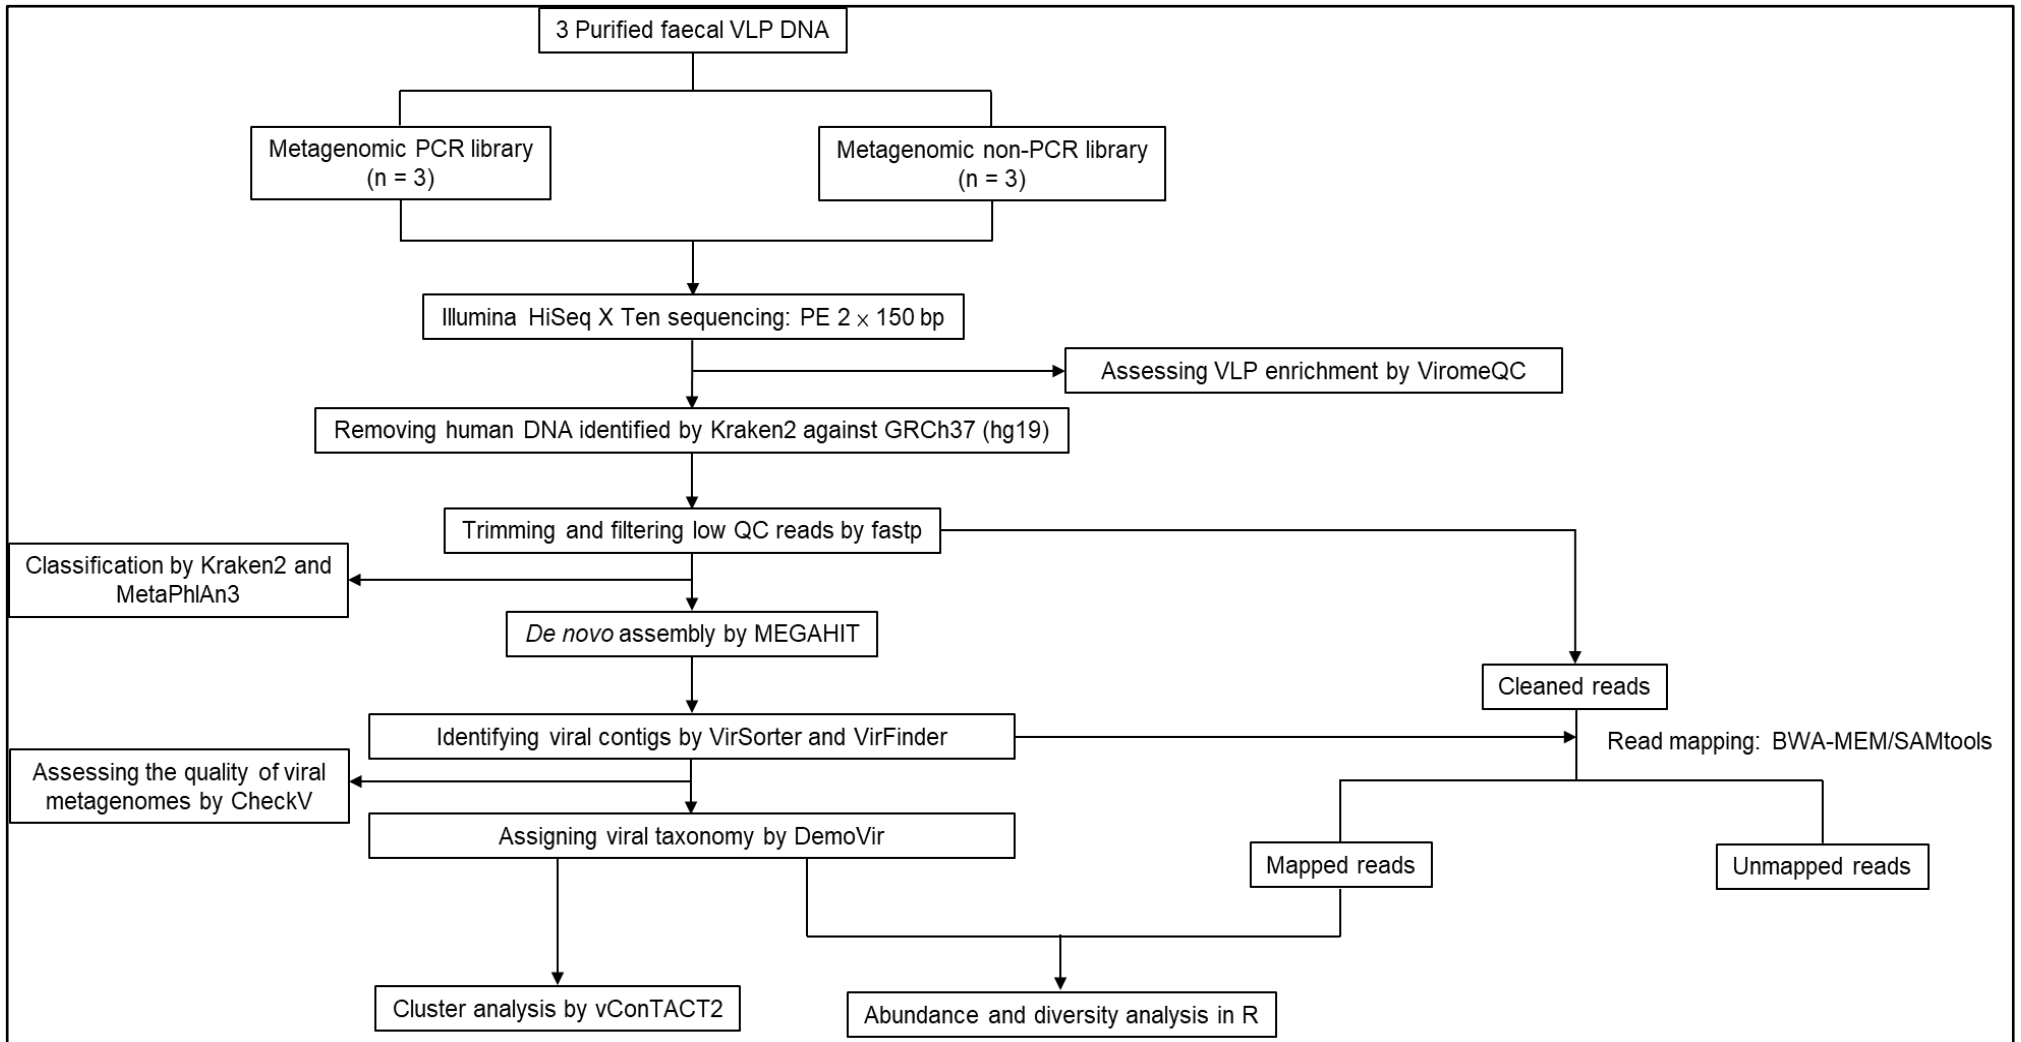 3 Purified faecal VLP DNA
Metagenomic PCR library
(n = 3)
Metagenomic non-PCR library
(n = 3)
Illumina HiSeq X Ten sequencing: PE 2 × 150 bp
Assessing VLP enrichment by ViromeQC
Removing human DNA identified by Kraken2 against GRCh37 (hg19)
Trimming and filtering low QC reads by fastp
Classification by Kraken2 and
MetaPhlAn3
De novo assembly by MEGAHIT
Cleaned reads
Identifying viral contigs by VirSorter and VirFinder
Read mapping: BWA-MEM/SAMtools
Assessing the quality of viral
metagenomes by CheckV
Assigning viral taxonomy by DemoVir
Mapped reads
Unmapped reads
Cluster analysis by vConTACT2
Abundance and diversity analysis in R